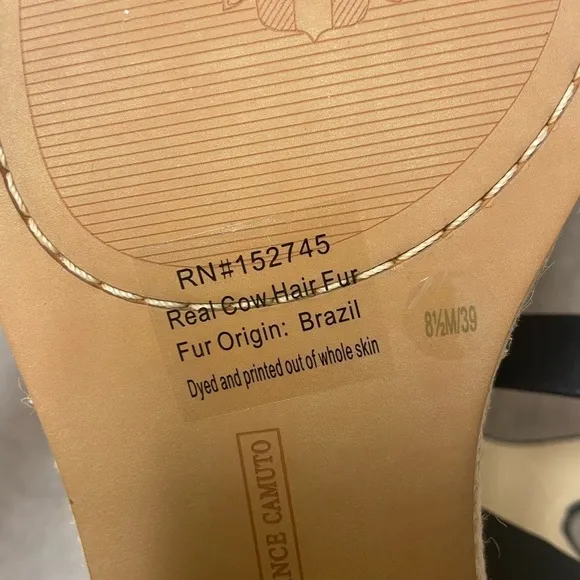 RN#152745
Real Cow Hair Fur
Fur Origin: Brazil
Dyed and printed out of whole skin
8½M/39
NCE CAMUTO